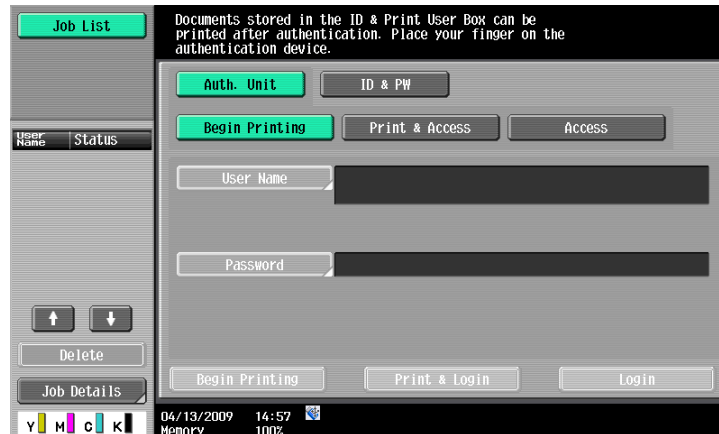 Job List
Documents stored in the ID & Print User Box can be
printed after authentication. Place your finger on the
authentication device.
Auth. Unit
ID & PW
Begin Printing
Print & Access
Access
User Name
Status
User Name
Password
Delete
Job Details
Begin Printing
Print & Login
Login
Y M C K
04/13/2009 14:57
Memory 100%